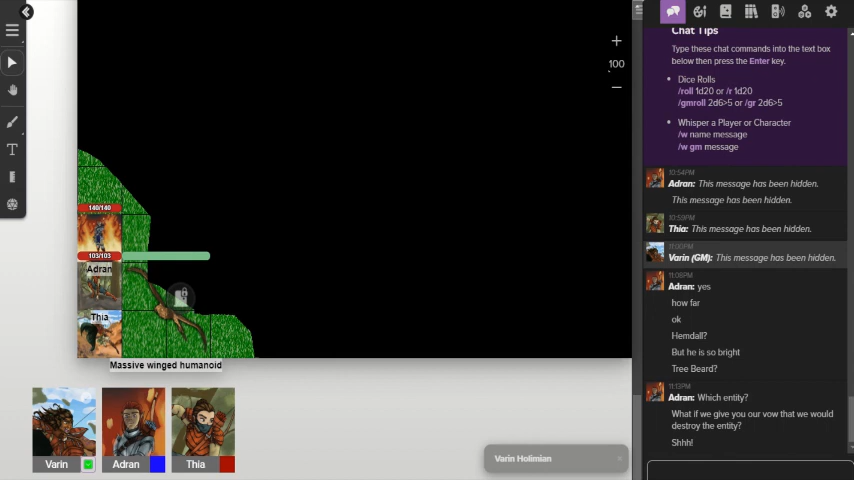 100
140/140
103/103
Adran
Thia
Massive winged humanoid
Varin
Adran
Thia
Varin Holimian
Chat Tips
Type these chat commands into the text box
below then press the Enter key.
Dice Rolls
/roll 1d20 or /r 1d20
/gmroll 2d6>5 or /gr 2d6>5
Whisper a Player or Character
/w name message
/w gm message
10:54PM
Adran: This message has been hidden.
This message has been hidden.
10:59PM
Thia: This message has been hidden.
11:00PM
Varin (GM): This message has been hidden.
11:08PM
Adran: yes
how far
ok
Hemdall?
But he is so bright
Tree Beard?
11:13PM
Adran: Which entity?
What if we give you our vow that we would
destroy the entity?
Shhh!